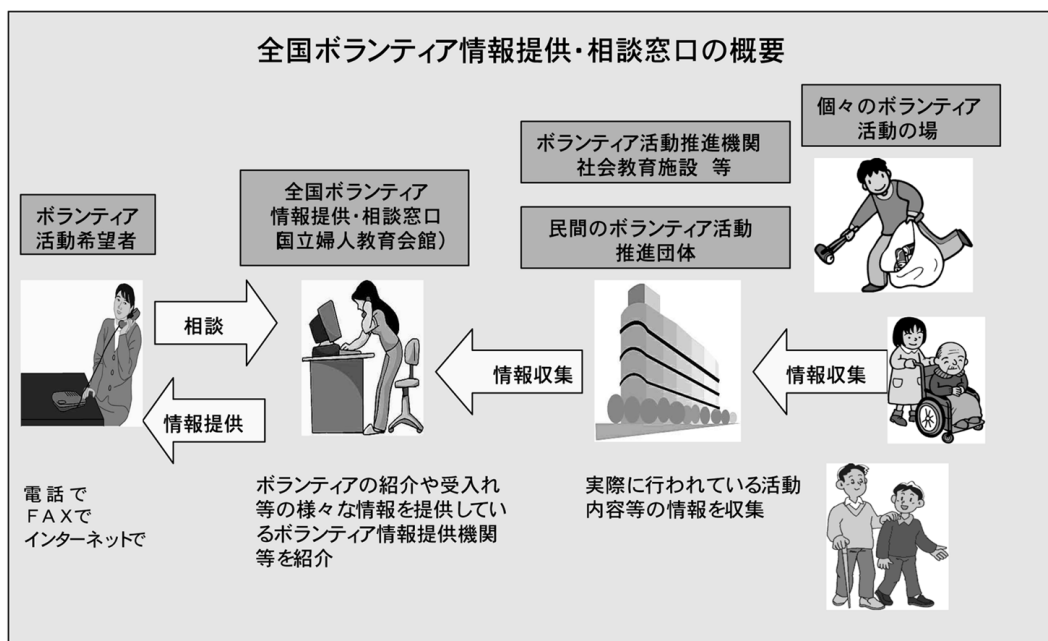 全国ボランティア情報提供・相談窓口の概要
個々のボランティア
活動の場
ボランティア活動推進機関
社会教育施設 等
全国ボランティア
情報提供・相談窓口
(国立婦人教育会館)
ボランティア
活動希望者
民間のボランティア活動
推進団体
相談
情報収集
情報収集
情報提供
電話で
FAXで
インターネットで
ボランティアの紹介や受入れ
等の様々な情報を提供してい
るボランティア情報提供機関
等を紹介
実際に行われている活動
内容等の情報を収集